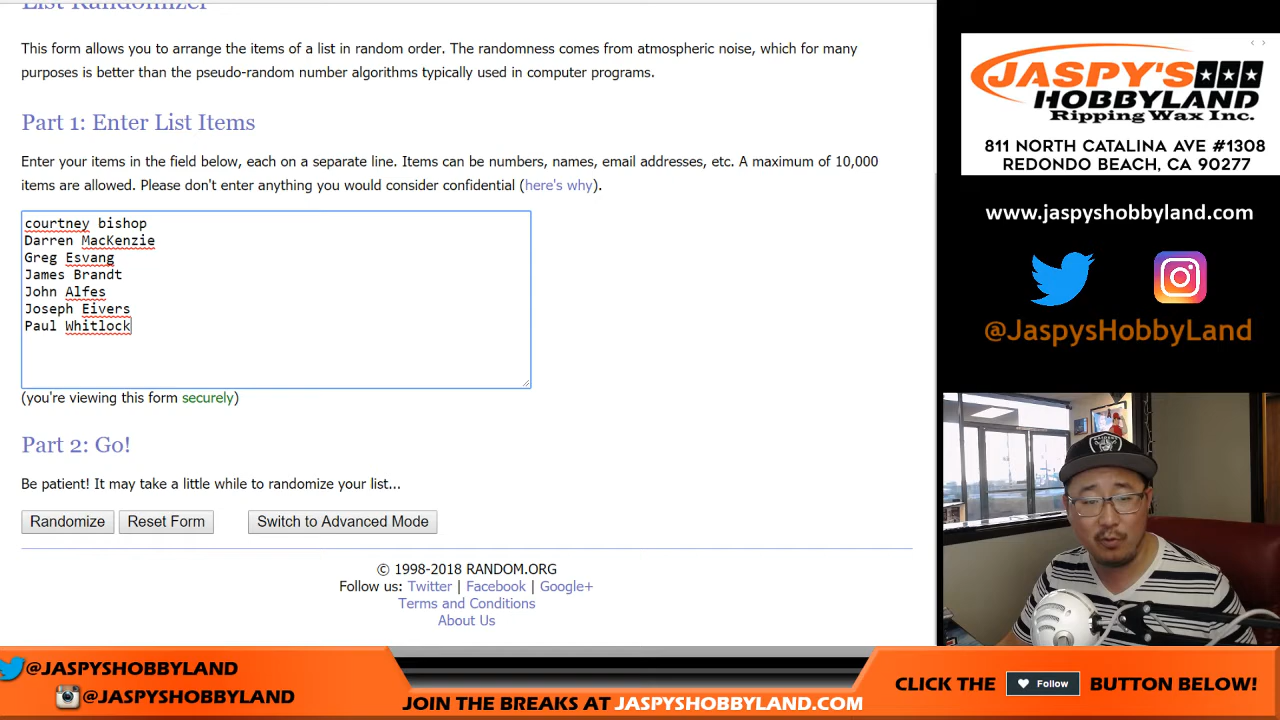 List Randomizer
This form allows you to arrange the items of a list in random order. The randomness comes from atmospheric noise, which for many
purposes is better than the pseudo-random number algorithms typically used in computer programs.
Part 1: Enter List Items
Enter your items in the field below, each on a separate line. Items can be numbers, names, email addresses, etc. A maximum of 10,000
items are allowed. Please don't enter anything you would consider confidential (here's why).
courtney bishop
Darren MacKenzie
Greg Esvang
James Brandt
John Alfes
Joseph Eivers
Paul Whitlock
(you're viewing this form securely)
Part 2: Go!
Be patient! It may take a little while to randomize your list...
Randomize Reset Form Switch to Advanced Mode
© 1998-2018 RANDOM.ORG
Follow us: Twitter | Facebook | Google+
Terms and Conditions
About Us
JASPY'S
HOBBYLAND
Ripping Wax Inc.
811 NORTH CATALINA AVE #1308
REDONDO BEACH, CA 90277
www.jaspyshobbyland.com
@JaspysHobbyLand
@JASPYSHOBBYLAND
@JASPYSHOBBYLAND
JOIN THE BREAKS AT JASPYSHOBBYLAND.COM
CLICK THE Follow BUTTON BELOW!